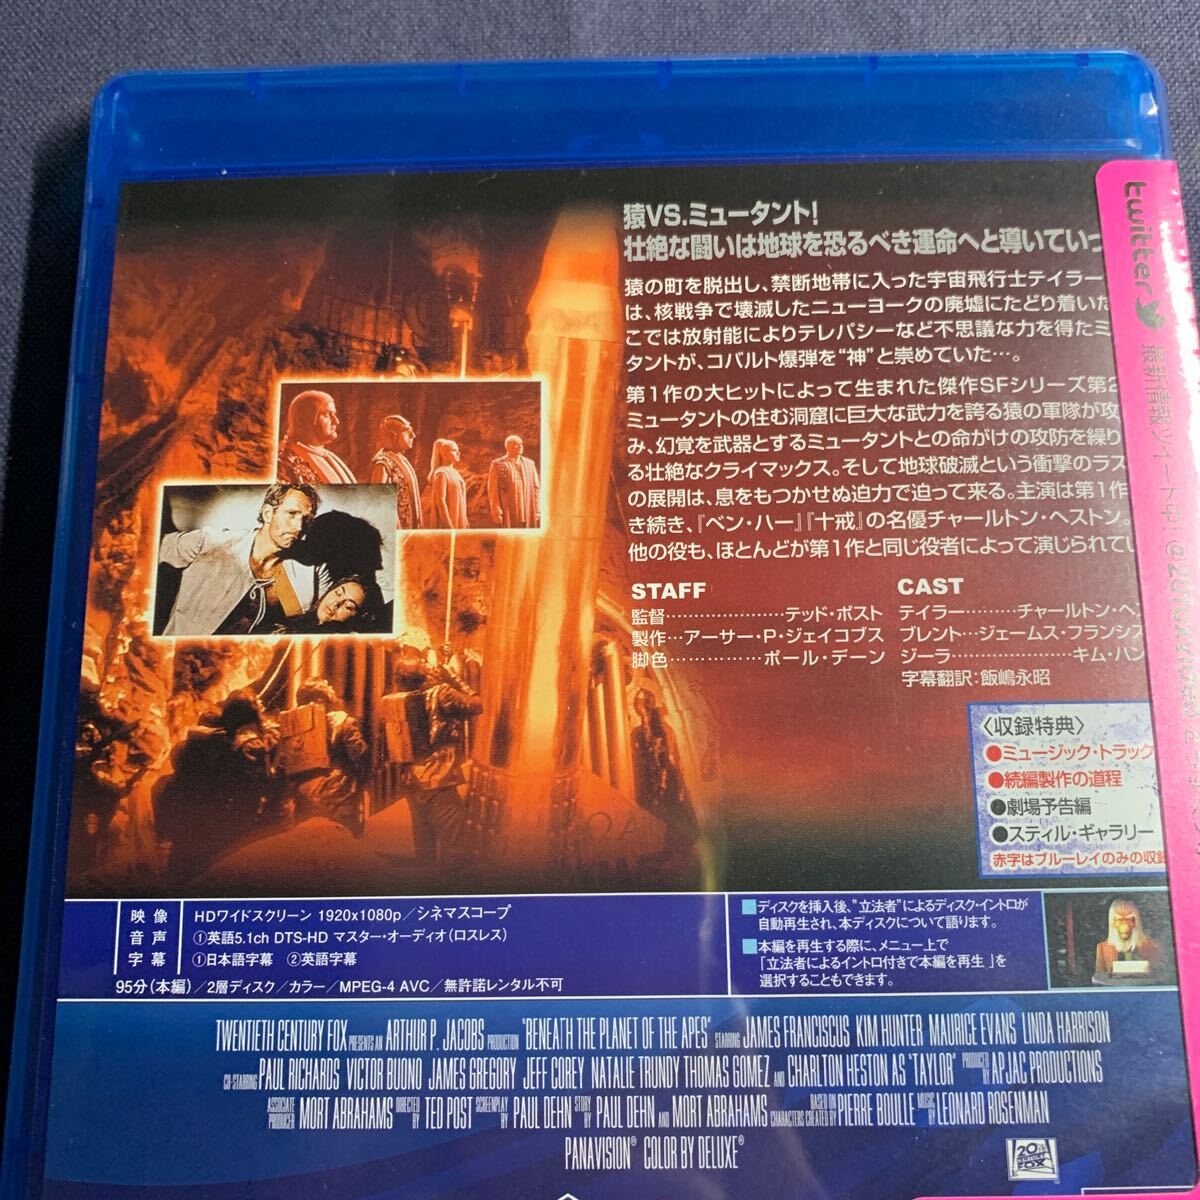 猿VS.ミュータント!
壮絶な闘いは地球を恐るべき運命へと導いていっ
猿の町を脱出し、禁断地帯に入った宇宙飛行士テイラー
は、核戦争で壊滅したニューヨークの廃墟にたどり着いた
こでは放射能によりテレパシーなど不思議な力を得たミ
タントが、コバルト爆弾を“神”と崇めていた…。
第1作の大ヒットによって生まれた傑作SFシリーズ第2
ミュータントの住む洞窟に巨大な武力を誇る猿の軍隊が攻
み、幻覚を武器とするミュータントとの命がけの攻防を繰り
る壮絶なクライマックス。そして地球破滅という衝撃のラス
の展開は、息をもつかせぬ迫力で迫って来る。主演は第1作
き続き、『ベン・ハー』『十戒』の名優チャールトン・ヘストン。
他の役も、ほとんどが第1作と同じ役者によって演じられてい
STAFF
監督…………………テッド・ポスト
製作…アーサー・P・ジェイコブス
脚色……………ポール・デーン
CAST
テイラー………チャールトン・ヘス
ブレント…ジェームス・フランシス
ジーラ…………………キム・ハン
字幕翻訳:飯嶋永昭
〈収録特典〉
●ミュージック・トラック
●続編製作の道程
●劇場予告編
●スティル・ギャラリー
赤字はブルーレイのみの収録
twitter
最新情報ツイート中!
映像 HDワイドスクリーン 1920x1080p/シネマスコープ
音声 ①英語5.1ch DTS-HD マスター・オーディオ(ロスレス)
字幕 ①日本語字幕 ②英語字幕
95分(本編)/2層ディスク/カラー/MPEG-4 AVC/無許諾レンタル不可
■ディスクを挿入後、“立法者”によるディスク・イントロが
自動再生され、本ディスクについて語ります。
■本編を再生する際に、メニュー上で
「立法者によるイントロ付きで本編を再生」を
選択することもできます。
TWENTIETH CENTURY FOX PRESENTS AN ARTHUR P. JACOBS PRODUCTION "BENEATH THE PLANET OF THE APES" STARRING JAMES FRANCISCUS KIM HUNTER MAURICE EVANS LINDA HARRISON
CO-STARRING PAUL RICHARDS VICTOR BUONO JAMES GREGORY JEFF COREY NATALIE TRUNDY THOMAS GOMEZ AND CHARLTON HESTON AS "TAYLOR" PRODUCED BY APJAC PRODUCTIONS
ASSOCIATE PRODUCER MORT ABRAHAMS DIRECTED BY TED POST SCREENPLAY BY PAUL DEHN STORY BY PAUL DEHN AND MORT ABRAHAMS BASED ON CHARACTERS CREATED BY PIERRE BOULLE MUSIC BY LEONARD ROSENMAN
PANAVISION® COLOR BY DELUXE®
20th CENTURY FOX